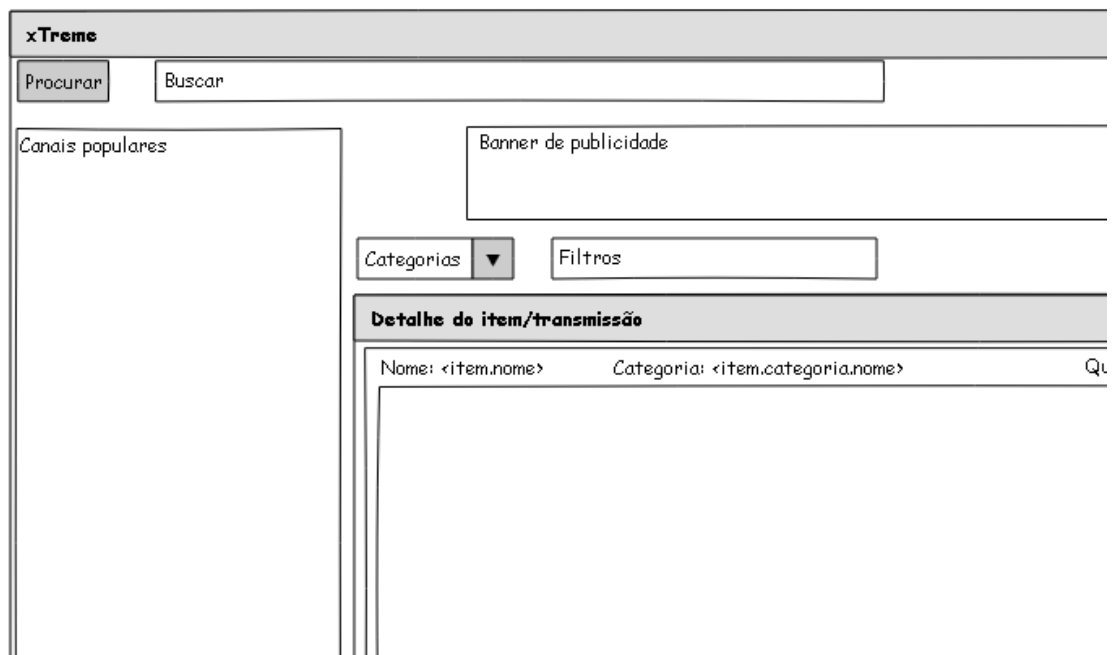 xTreme
Procurar
Buscar
Canais populares
Banner de publicidade
Categorias
Filtros
Detalhe do item/transmissão
Nome: <item.nome>
Categoria: <item.categoria.nome>